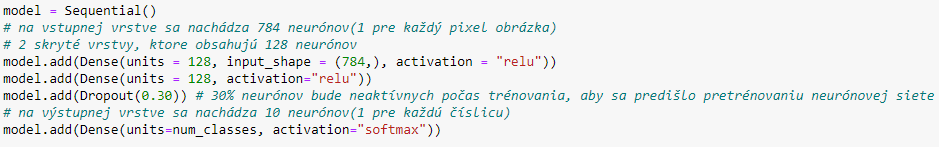 model = Sequential()
# na vstupnej vrstve sa nachádza 784 neurónov(1 pre každý pixel obrázka)
# 2 skryté vrstvy, ktore obsahujú 128 neurónov
model.add(Dense(units = 128, input_shape = (784,), activation = "relu"))
model.add(Dense(units = 128, activation="relu"))
model.add(Dropout(0.30)) # 30% neurónov bude neaktívnych počas trénovania, aby sa predišlo pretrénovaniu neurónovej siete
# na výstupnej vrstve sa nachádza 10 neurónov(1 pre každú číslicu)
model.add(Dense(units=num_classes, activation="softmax"))